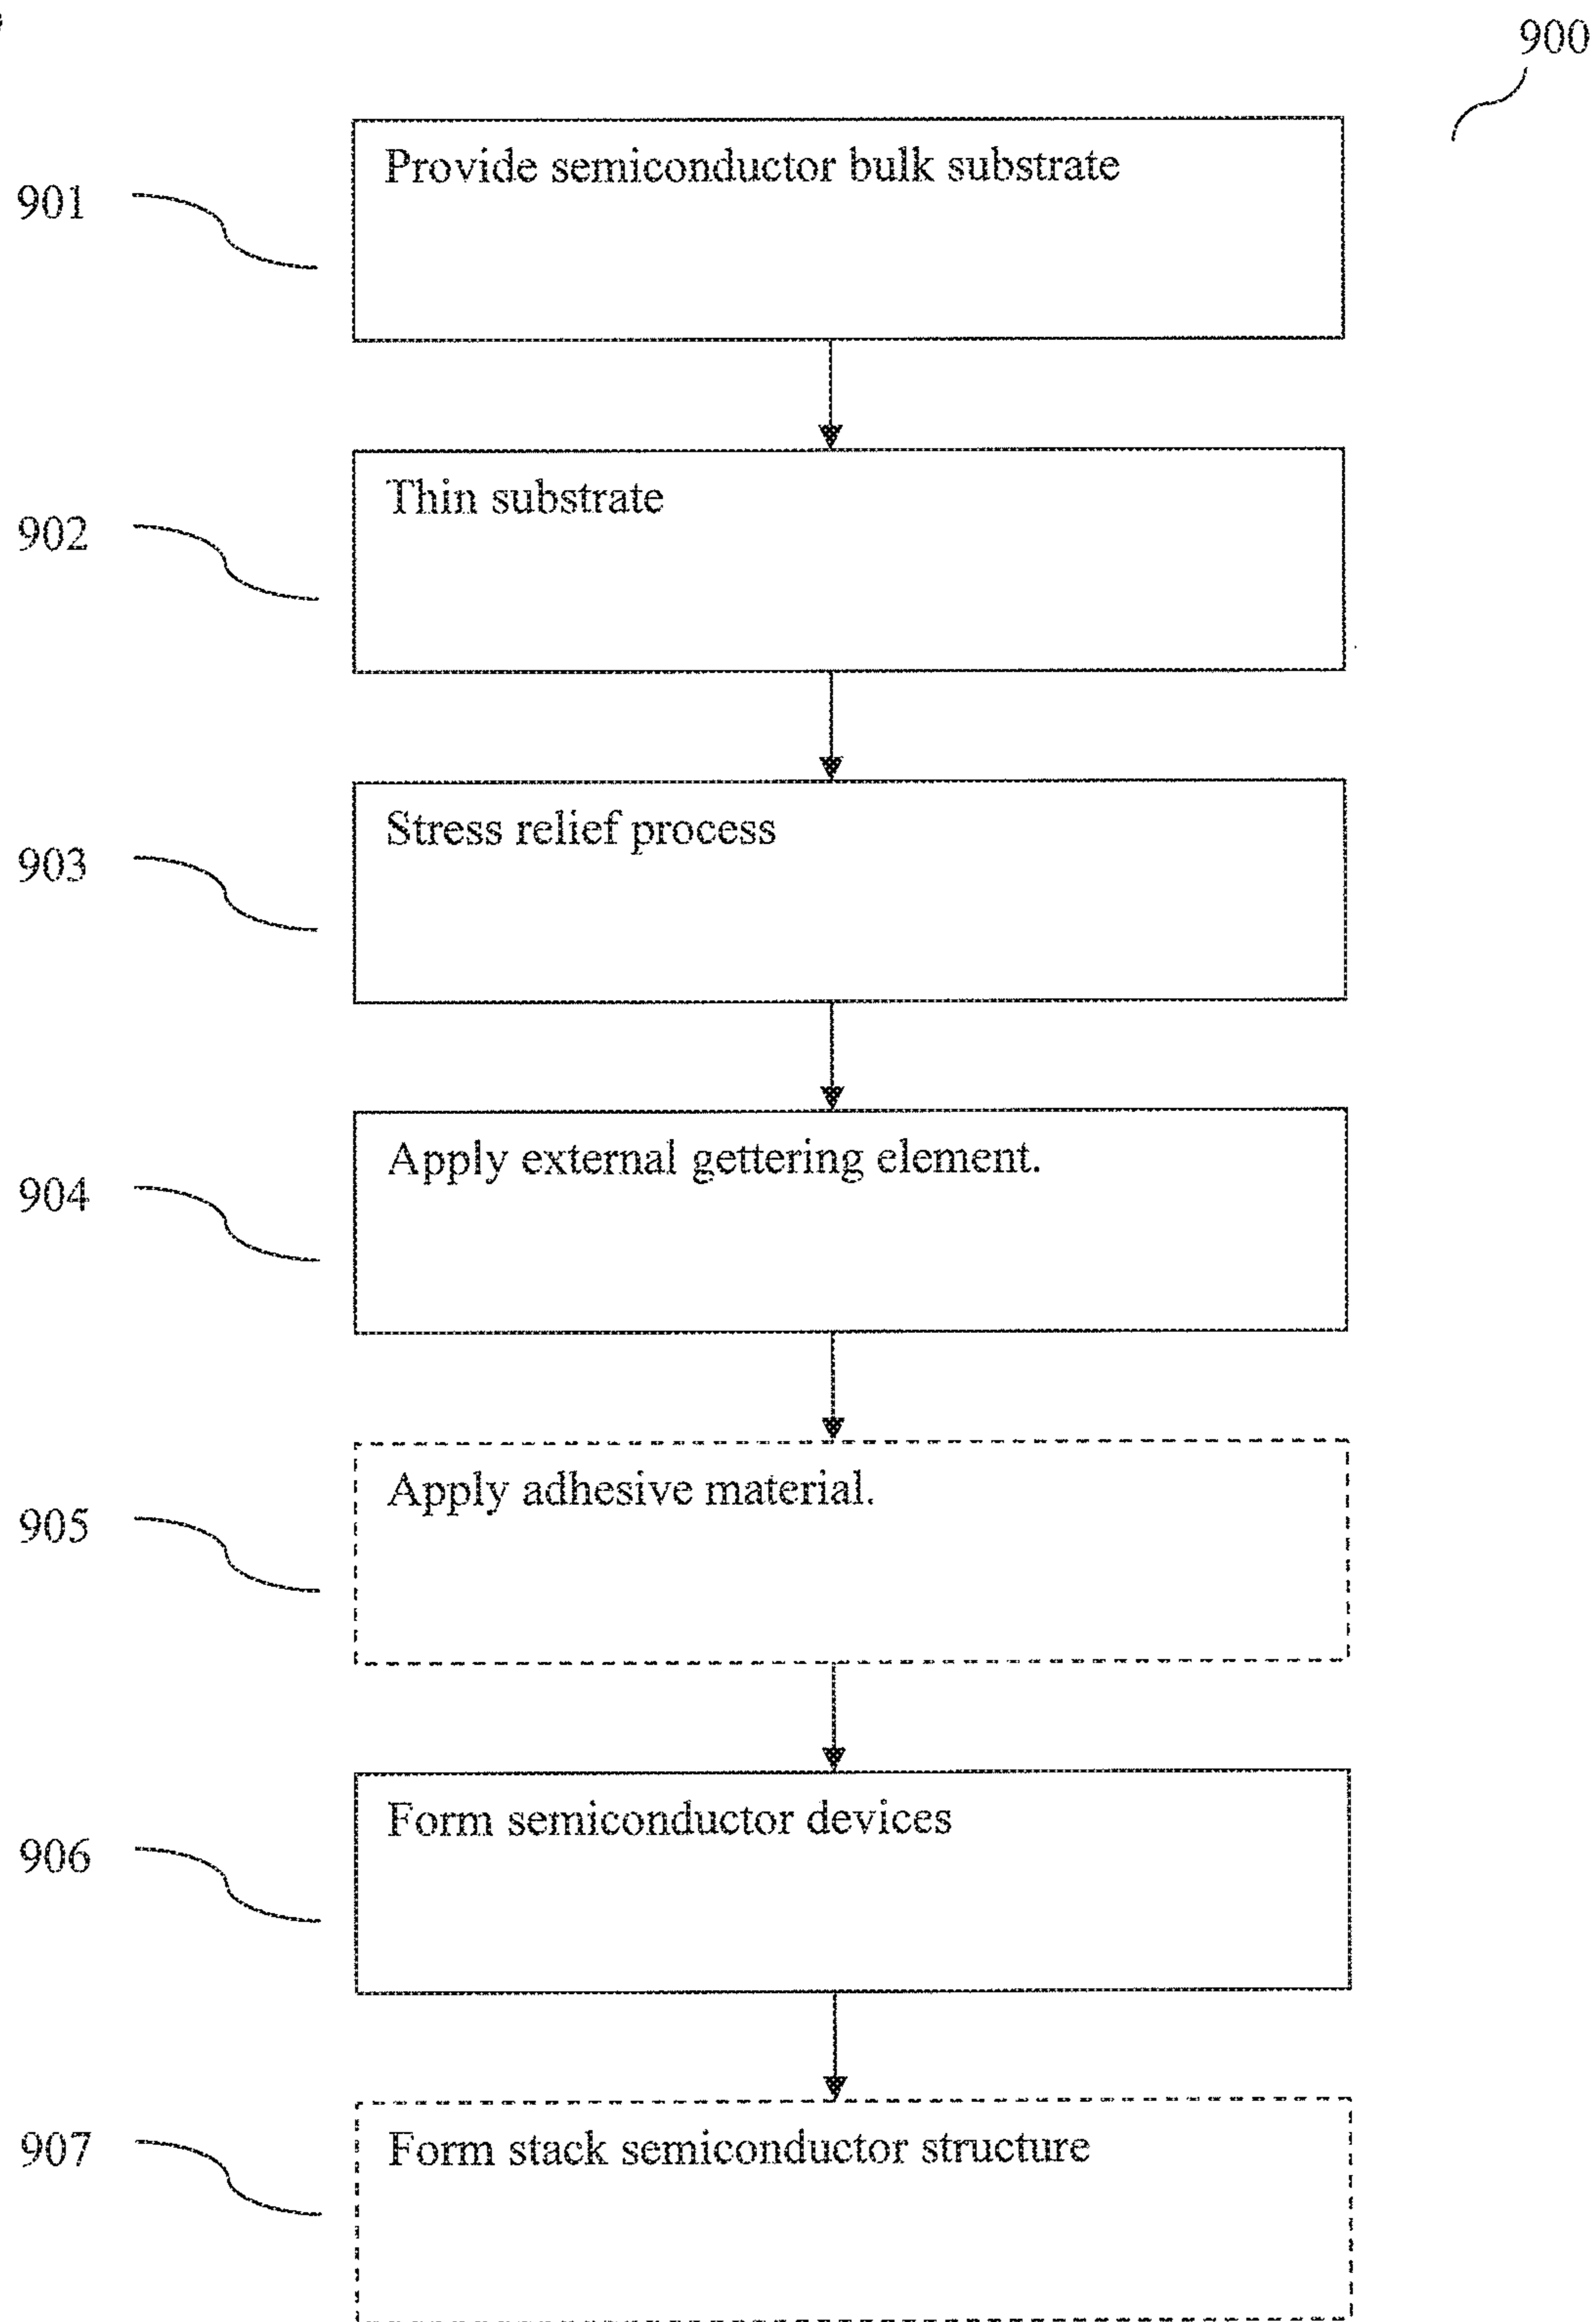 900
901
Provide semiconductor bulk substrate
902
Thin substrate
903
Stress relief process
904
Apply external gettering element.
905
Apply adhesive material.
906
Form semiconductor devices
907
Form stack semiconductor structure